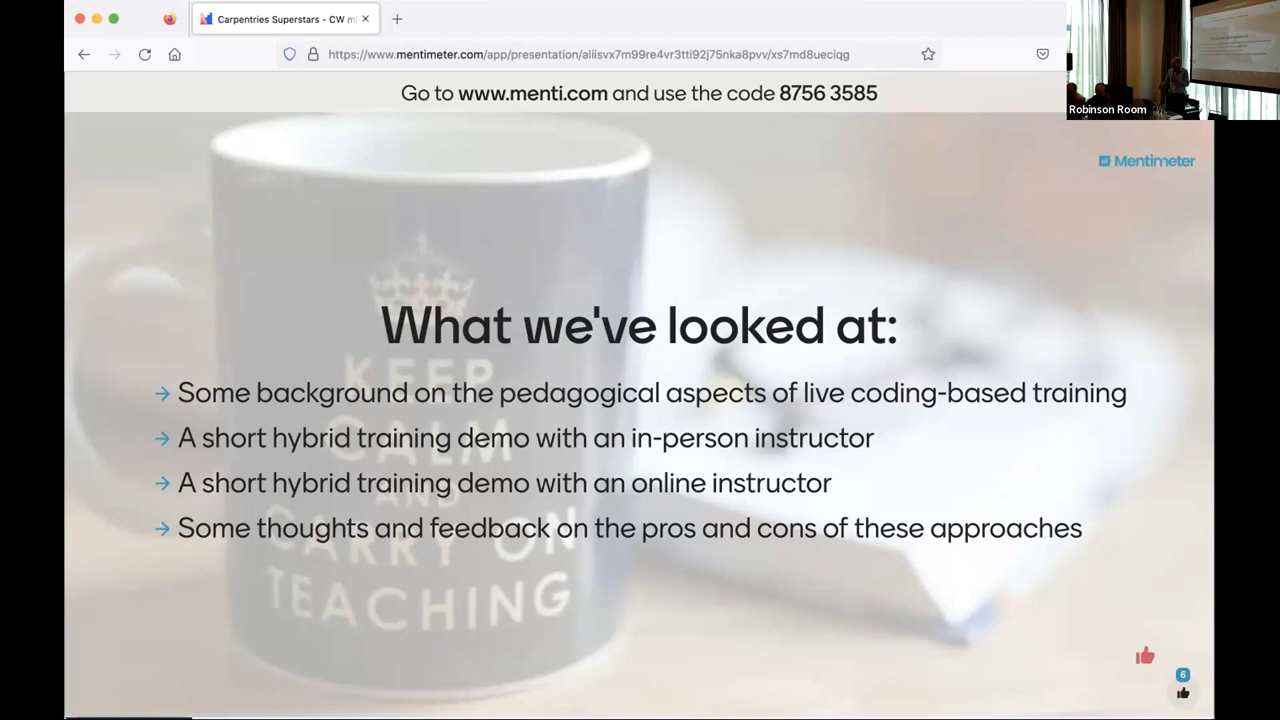 Carpentries Superstars - CW mi
https://www.mentimeter.com/app/presentation/aliisvx7m99re4vr3tti92j75nka8pvv/xs7md8ueciqg
Go to www.menti.com and use the code 8756 3585
Robinson Room
Mentimeter
What we've looked at:
→ Some background on the pedagogical aspects of live coding-based training
→ A short hybrid training demo with an in-person instructor
→ A short hybrid training demo with an online instructor
→ Some thoughts and feedback on the pros and cons of these approaches
KEEP
CALM
AND
CARRY ON
TEACHING
6